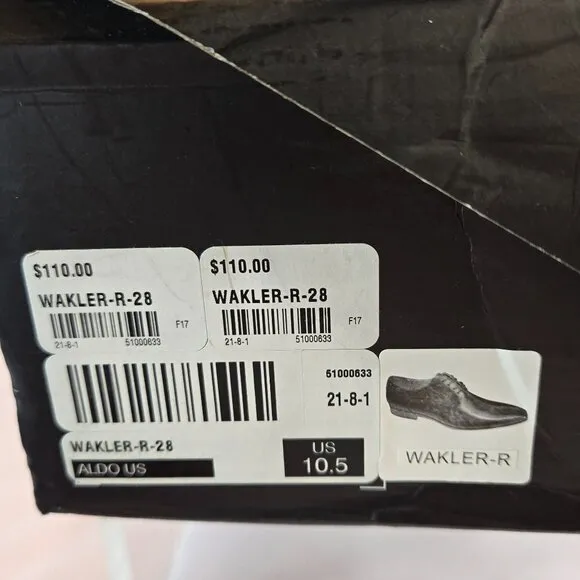 $110.00
WAKLER-R-28
F17
21-8-1 51000633
$110.00
WAKLER-R-28
F17
21-8-1 51000633
51000633
21-8-1
WAKLER-R-28
ALDO US
US
10.5
WAKLER-R